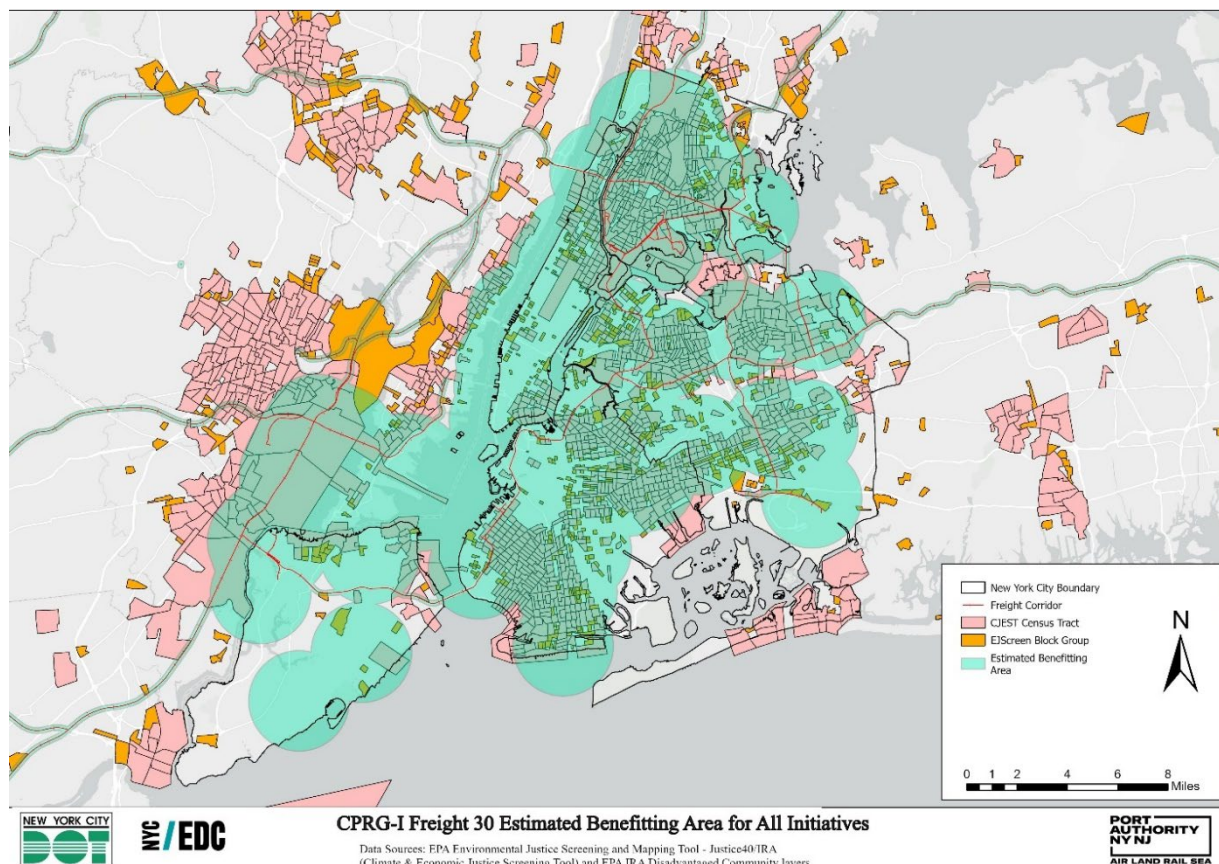 New York City Boundary
Freight Corridor
CJEST Census Tract
EJScreen Block Group
Estimated Benefitting
Area
N
0 1 2 4 6 8
Miles
NEW YORK CITY
DOT
NYC / EDC
CPRG-I Freight 30 Estimated Benefitting Area for All Initiatives
Data Sources: EPA Environmental Justice Screening and Mapping Tool - Justice40/IRA
(Climate & Economic Justice Screening Tool) and EPA IRA Disadvantaged Community layers
PORT
AUTHORITY
NY NJ
AIR LAND RAIL SEA